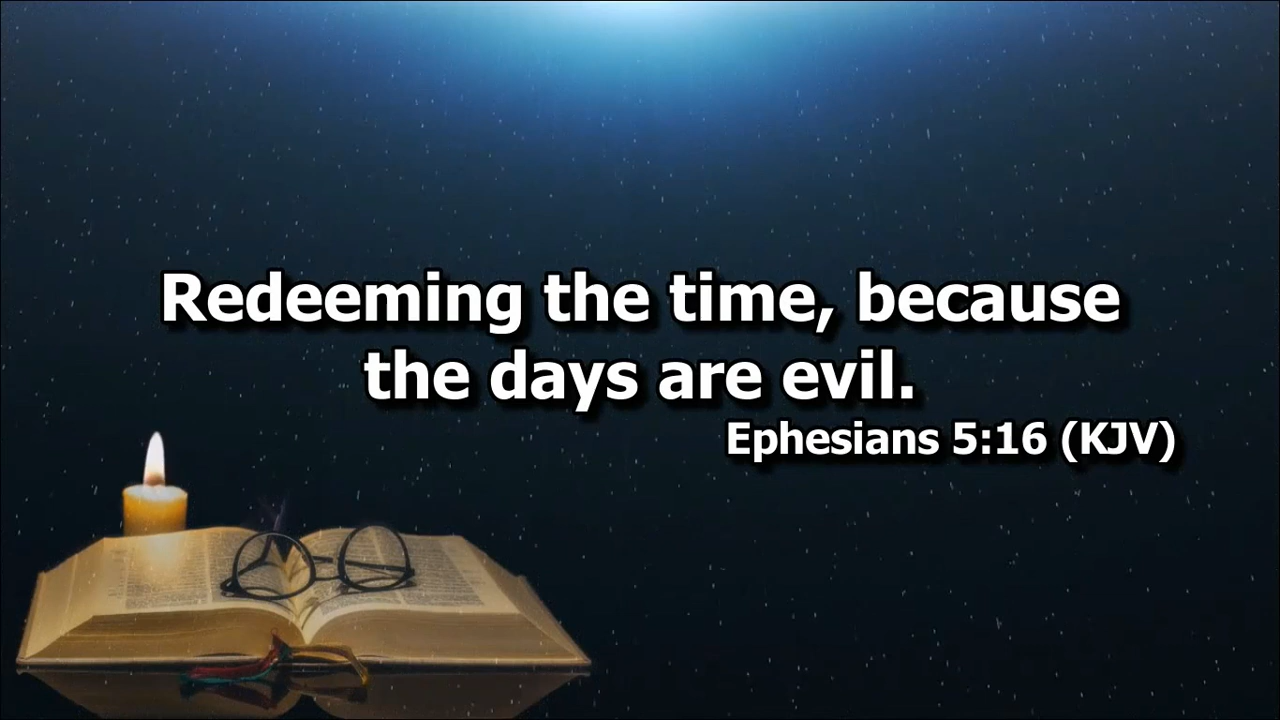 Redeeming the time, because
the days are evil.
Ephesians 5:16 (KJV)